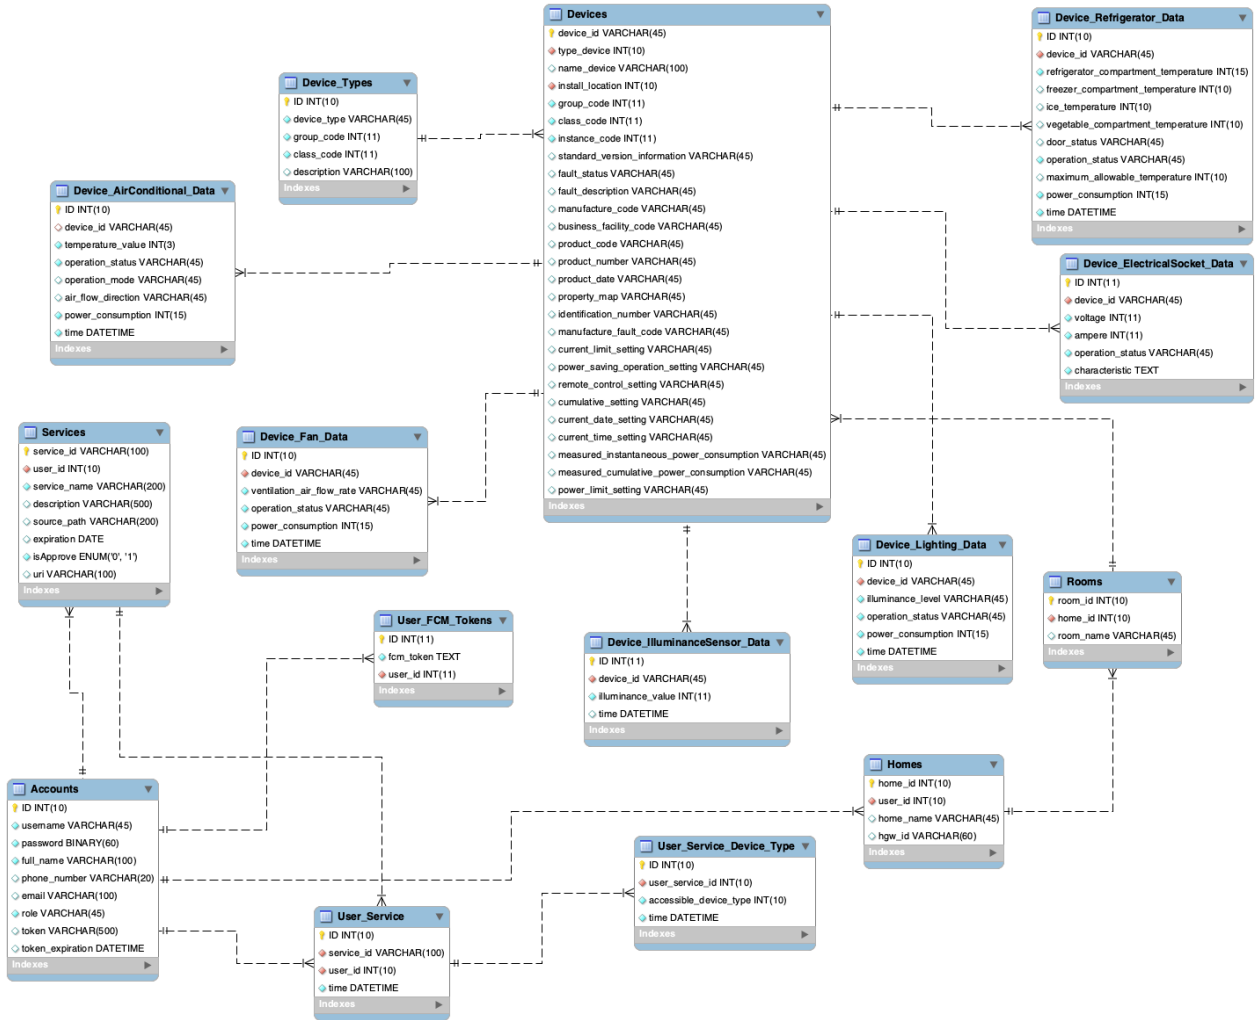 Devices
device_id VARCHAR(45)
type_device INT(10)
name_device VARCHAR(100)
install_location INT(10)
group_code INT(11)
class_code INT(11)
instance_code INT(11)
standard_version_information VARCHAR(45)
fault_status VARCHAR(45)
fault_description VARCHAR(45)
manufacture_code VARCHAR(45)
business_facility_code VARCHAR(45)
product_code VARCHAR(45)
product_number VARCHAR(45)
product_date VARCHAR(45)
property_map VARCHAR(45)
identification_number VARCHAR(45)
manufacture_fault_code VARCHAR(45)
current_limit_setting VARCHAR(45)
power_saving_operation_setting VARCHAR(45)
remote_control_setting VARCHAR(45)
cumulative_setting VARCHAR(45)
current_date_setting VARCHAR(45)
current_time_setting VARCHAR(45)
measured_instantaneous_power_consumption VARCHAR(45)
measured_cumulative_power_consumption VARCHAR(45)
power_limit_setting VARCHAR(45)
Indexes
Device_Refrigerator_Data
ID INT(10)
device_id VARCHAR(45)
refrigerator_compartment_temperature INT(15)
freezer_compartment_temperature INT(10)
ice_temperature INT(10)
vegetable_compartment_temperature INT(10)
door_status VARCHAR(45)
operation_status VARCHAR(45)
maximum_allowable_temperature INT(10)
power_consumption INT(15)
time DATETIME
Indexes
Device_Types
ID INT(10)
device_type VARCHAR(45)
group_code INT(11)
class_code INT(11)
description VARCHAR(100)
Indexes
Device_AirConditional_Data
ID INT(10)
device_id VARCHAR(45)
temperature_value INT(3)
operation_status VARCHAR(45)
operation_mode VARCHAR(45)
air_flow_direction VARCHAR(45)
power_consumption INT(15)
time DATETIME
Indexes
Device_ElectricalSocket_Data
ID INT(11)
device_id VARCHAR(45)
voltage INT(11)
ampere INT(11)
operation_status VARCHAR(45)
characteristic TEXT
Indexes
Services
service_id VARCHAR(100)
user_id INT(10)
service_name VARCHAR(200)
description VARCHAR(500)
source_path VARCHAR(200)
expiration DATE
isApprove ENUM('0', '1')
uri VARCHAR(100)
Indexes
Device_Fan_Data
ID INT(10)
device_id VARCHAR(45)
ventilation_air_flow_rate VARCHAR(45)
operation_status VARCHAR(45)
power_consumption INT(15)
time DATETIME
Indexes
Device_Lighting_Data
ID INT(10)
device_id VARCHAR(45)
illuminance_level VARCHAR(45)
operation_status VARCHAR(45)
power_consumption INT(15)
time DATETIME
Indexes
Rooms
room_id INT(10)
home_id INT(10)
room_name VARCHAR(45)
Indexes
User_FCM_Tokens
ID INT(11)
fcm_token TEXT
user_id INT(11)
Indexes
Device_IlluminanceSensor_Data
ID INT(11)
device_id VARCHAR(45)
illuminance_value INT(11)
time DATETIME
Indexes
Accounts
ID INT(10)
username VARCHAR(45)
password BINARY(60)
full_name VARCHAR(100)
phone_number VARCHAR(20)
email VARCHAR(100)
role VARCHAR(45)
token VARCHAR(500)
token_expiration DATETIME
Indexes
Homes
home_id INT(10)
user_id INT(10)
home_name VARCHAR(45)
hgw_id VARCHAR(60)
Indexes
User_Service_Device_Type
ID INT(10)
user_service_id INT(10)
accessible_device_type INT(10)
time DATETIME
Indexes
User_Service
ID INT(10)
service_id VARCHAR(100)
user_id INT(10)
time DATETIME
Indexes